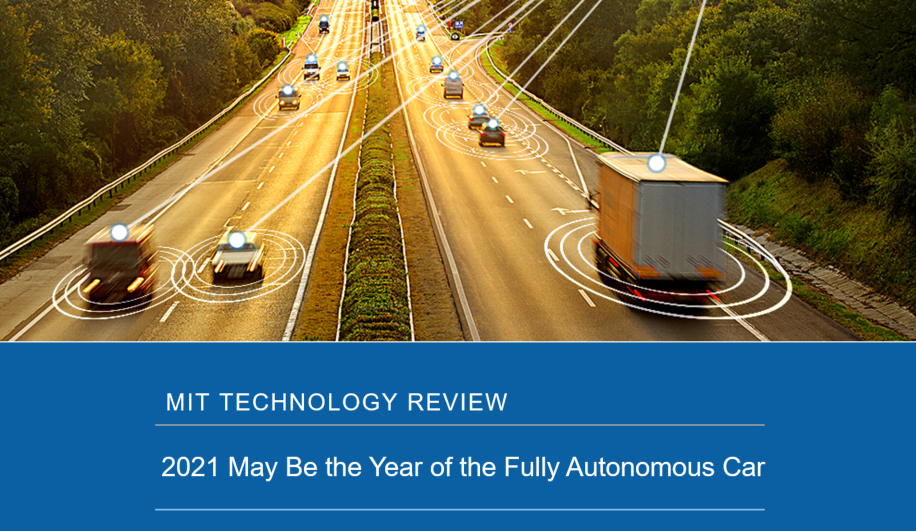 MIT TECHNOLOGY REVIEW
2021 May Be the Year of the Fully Autonomous Car